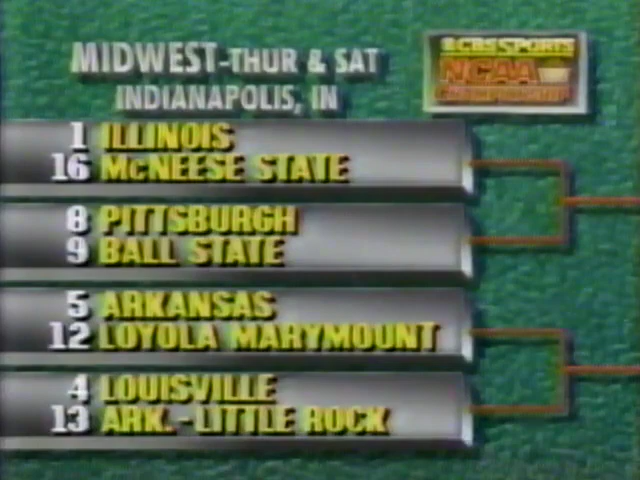 MIDWEST-THUR & SAT
INDIANAPOLIS, IN
CBS SPORTS
NCAA
CHAMPIONSHIP
1 ILLINOIS
16 McNEESE STATE
8 PITTSBURGH
9 BALL STATE
5 ARKANSAS
12 LOYOLA MARYMOUNT
4 LOUISVILLE
13 ARK.-LITTLE ROCK